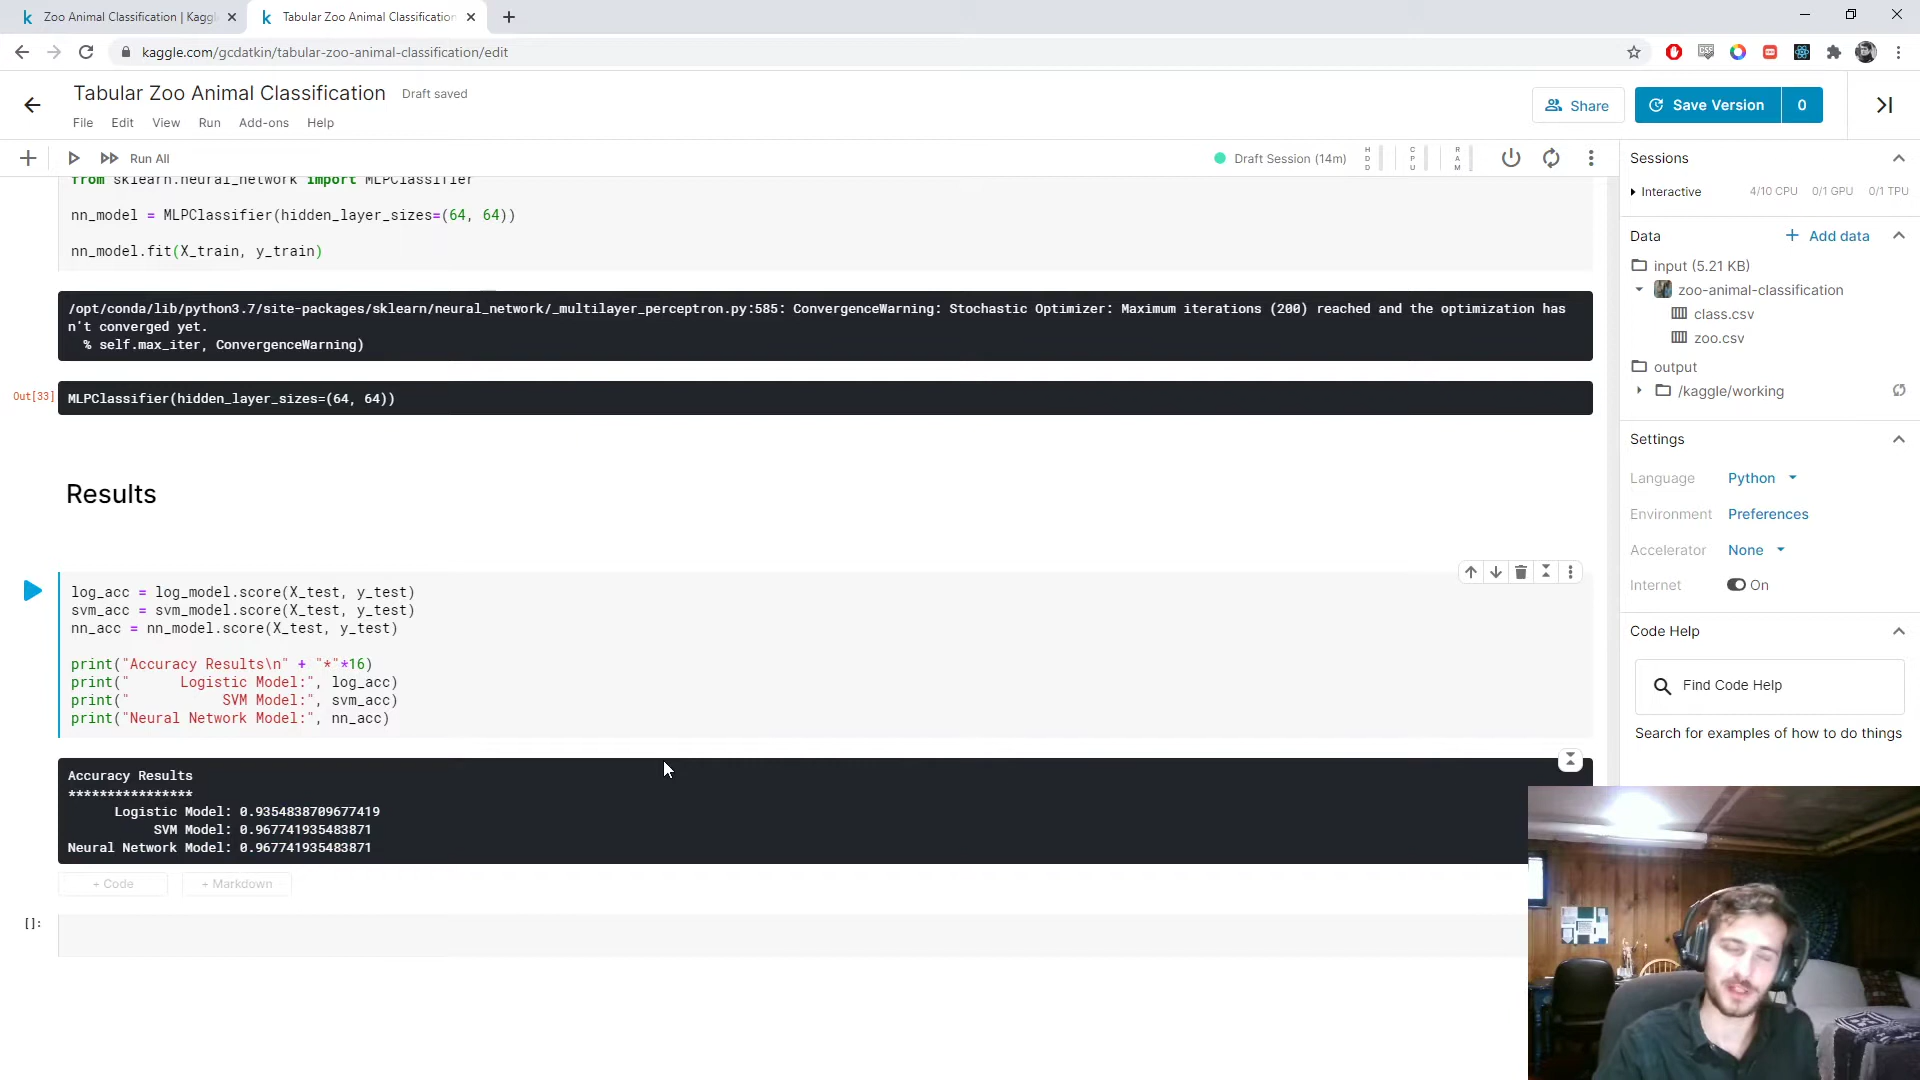 Zoo Animal Classification | Kaggl
Tabular Zoo Animal Classification
kaggle.com/gcdatkin/tabular-zoo-animal-classification/edit
Tabular Zoo Animal Classification
Draft saved
File Edit View Run Add-ons Help
Share
Save Version 0
Run All
Draft Session (14m)
HDD
CPU
RAM
from sklearn.neural_network import MLPClassifier
nn_model = MLPClassifier(hidden_layer_sizes=(64, 64))
nn_model.fit(X_train, y_train)
/opt/conda/lib/python3.7/site-packages/sklearn/neural_network/_multilayer_perceptron.py:585: ConvergenceWarning: Stochastic Optimizer: Maximum iterations (200) reached and the optimization has
n't converged yet.
% self.max_iter, ConvergenceWarning)
Out[33]
MLPClassifier(hidden_layer_sizes=(64, 64))
Results
log_acc = log_model.score(X_test, y_test)
svm_acc = svm_model.score(X_test, y_test)
nn_acc = nn_model.score(X_test, y_test)
print("Accuracy Results\n" + "*"*16)
print("      Logistic Model:", log_acc)
print("           SVM Model:", svm_acc)
print("Neural Network Model:", nn_acc)
Accuracy Results
****************
Logistic Model: 0.9354838709677419
SVM Model: 0.967741935483871
Neural Network Model: 0.967741935483871
+ Code + Markdown
[]:
Sessions
Interactive 4/10 CPU 0/1 GPU 0/1 TPU
Data + Add data
input (5.21 KB)
zoo-animal-classification
class.csv
zoo.csv
output
/kaggle/working
Settings
Language Python
Environment Preferences
Accelerator None
Internet On
Code Help
Find Code Help
Search for examples of how to do things